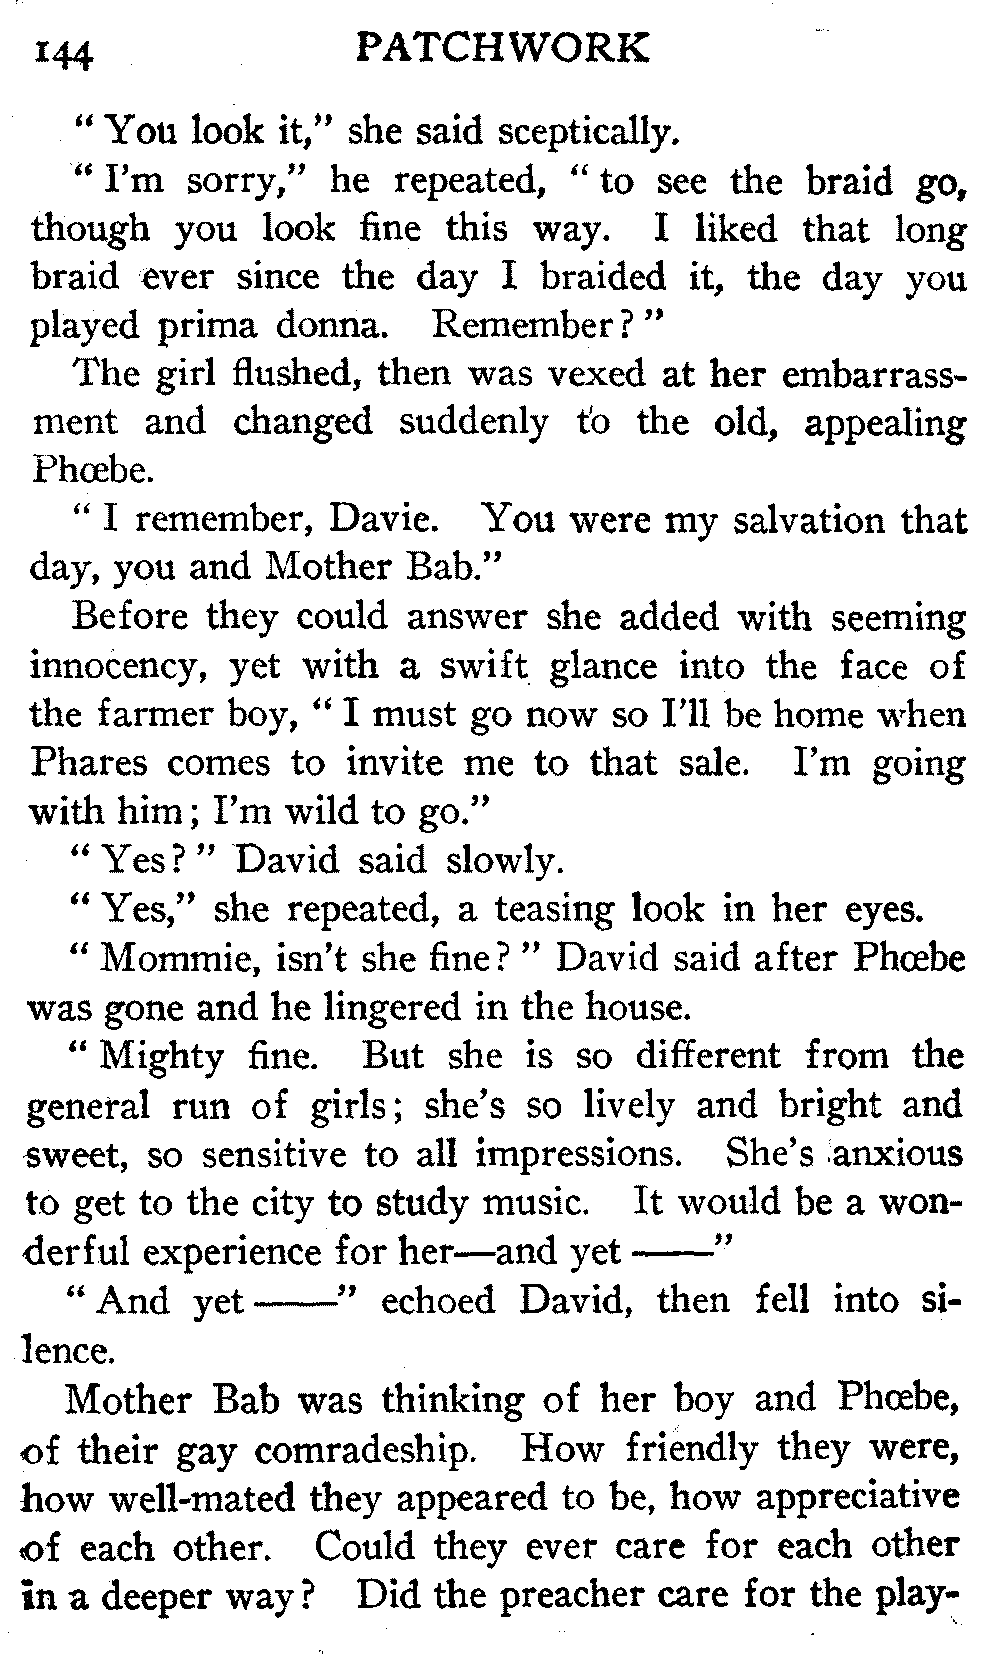 144 PATCHWORK
" You look it," she said sceptically.
" I'm sorry," he repeated, " to see the braid go,
though you look fine this way. I liked that long
braid ever since the day I braided it, the day you
played prima donna. Remember? "
The girl flushed, then was vexed at her embarrass-
ment and changed suddenly to the old, appealing
Phœbe.
" I remember, Davie. You were my salvation that
day, you and Mother Bab."
Before they could answer she added with seeming
innocency, yet with a swift glance into the face of
the farmer boy, " I must go now so I'll be home when
Phares comes to invite me to that sale. I'm going
with him; I'm wild to go."
" Yes? " David said slowly.
" Yes," she repeated, a teasing look in her eyes.
" Mommie, isn't she fine? " David said after Phœbe
was gone and he lingered in the house.
" Mighty fine. But she is so different from the
general run of girls; she's so lively and bright and
sweet, so sensitive to all impressions. She's anxious
to get to the city to study music. It would be a won-
derful experience for her—and yet ——"
" And yet ——" echoed David, then fell into si-
lence.
Mother Bab was thinking of her boy and Phœbe,
of their gay comradeship. How friendly they were,
how well-mated they appeared to be, how appreciative
of each other. Could they ever care for each other
in a deeper way? Did the preacher care for the play-